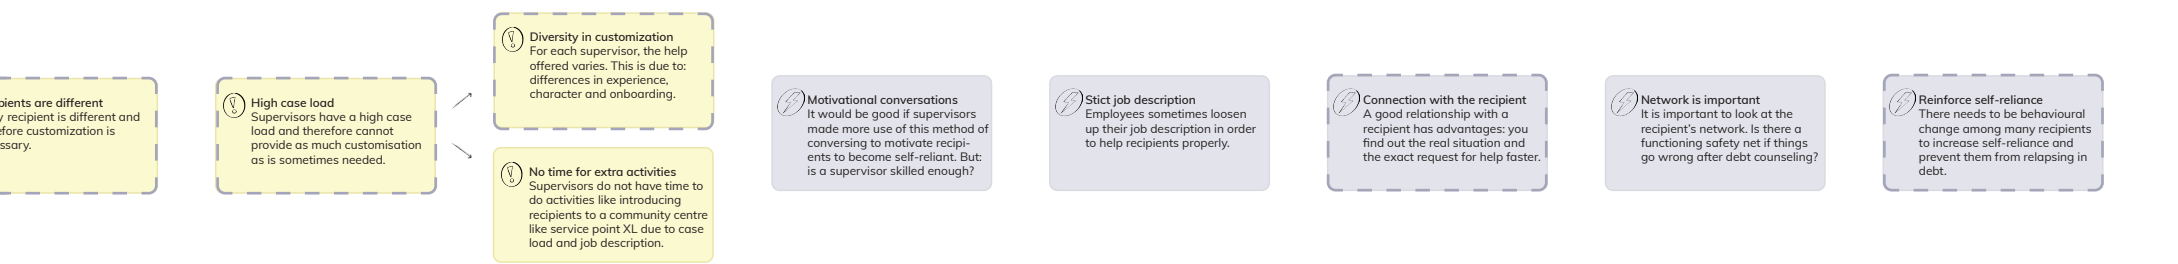 pients are different
y recipient is different and
efore customization is
ssary.
High case load
Supervisors have a high case
load and therefore cannot
provide as much customisation
as is sometimes needed.
Diversity in customization
For each supervisor, the help
offered varies. This is due to:
differences in experience,
character and onboarding.
No time for extra activities
Supervisors do not have time to
do activities like introducing
recipients to a community centre
like service point XL due to case
load and job description.
Motivational conversations
It would be good if supervisors
made more use of this method of
conversing to motivate recipi-
ents to become self-reliant. But:
is a supervisor skilled enough?
Stict job description
Employees sometimes loosen
up their job description in order
to help recipients properly.
Connection with the recipient
A good relationship with a
recipient has advantages: you
find out the real situation and
the exact request for help faster.
Network is important
It is important to look at the
recipient's network. Is there a
functioning safety net if things
go wrong after debt counseling?
Reinforce self-reliance
There needs to be behavioural
change among many recipients
to increase self-reliance and
prevent them from relapsing in
debt.